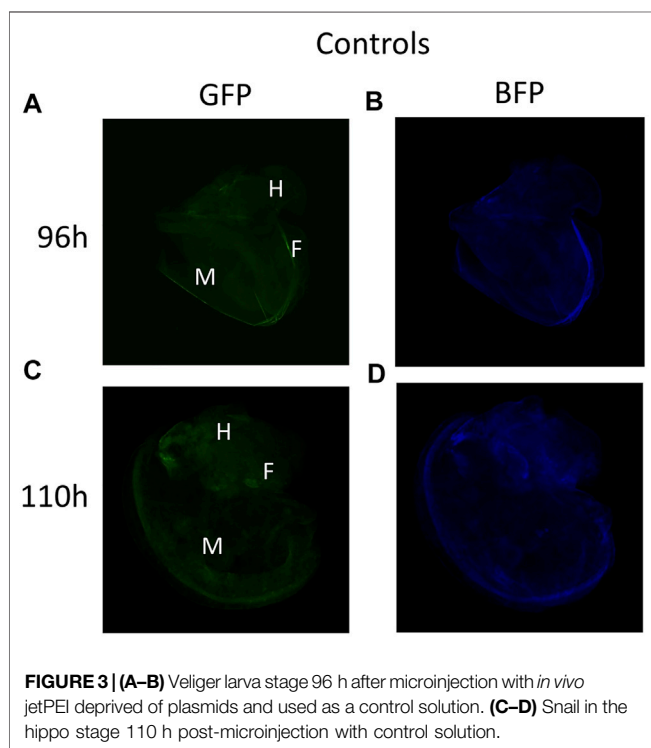 Controls
GFP
BFP
A
B
96h
H
F
M
C
D
110h
H
F
M
FIGURE 3 | (A–B) Veliger larva stage 96 h after microinjection with in vivo
jetPEI deprived of plasmids and used as a control solution. (C–D) Snail in the
hippo stage 110 h post-microinjection with control solution.